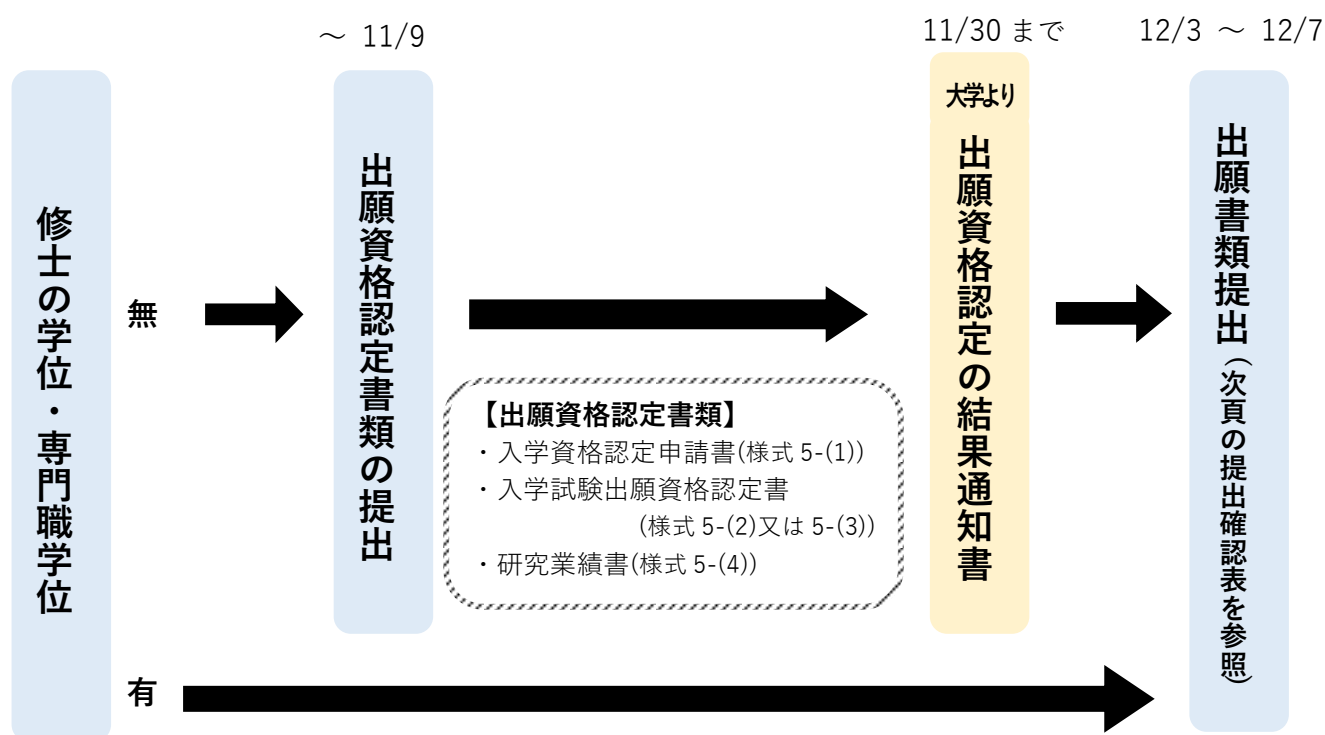 ～ 11/9
11/30 まで
12/3 ～ 12/7
修士の学位・専門職学位
無
有
出願資格認定書類の提出
【出願資格認定書類】
・入学資格認定申請書(様式 5-(1))
・入学試験出願資格認定書
(様式 5-(2)又は 5-(3))
・研究業績書(様式 5-(4))
大学より
出願資格認定の結果通知書
出願書類提出(次頁の提出確認表を参照)